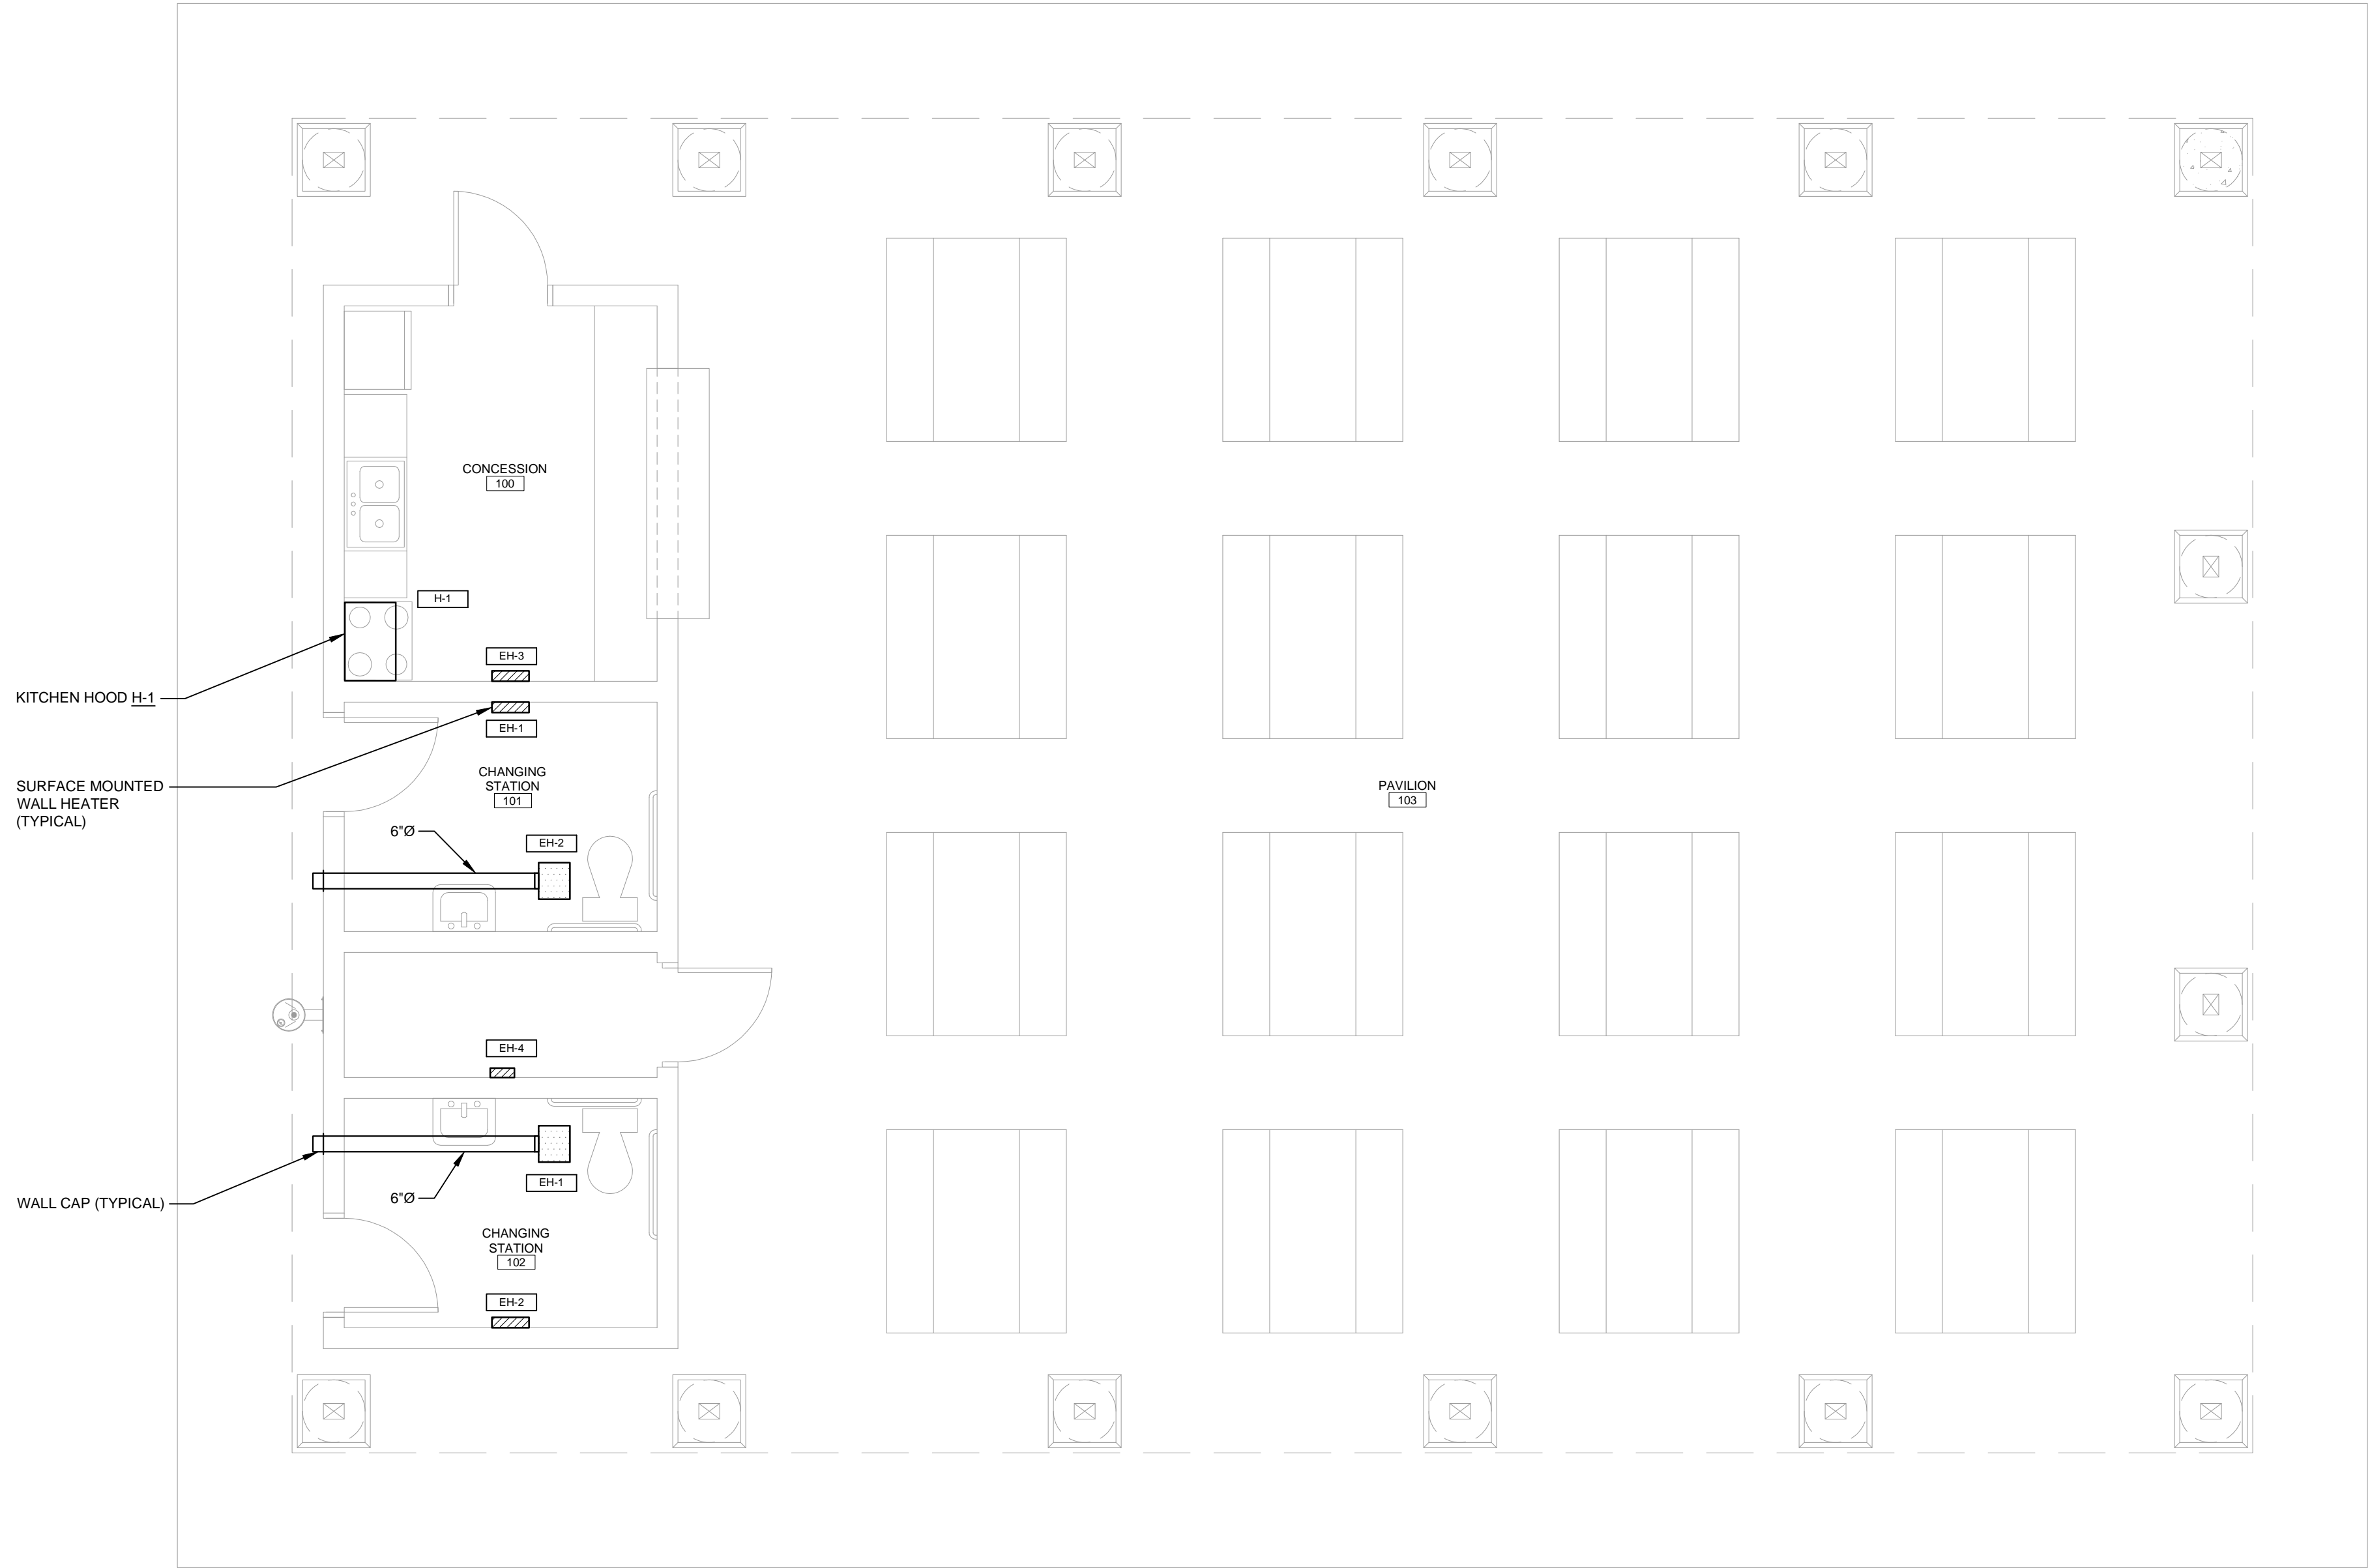 CONCESSION
100
H-1
EH-3
KITCHEN HOOD H-1
EH-1
CHANGING
STATION
101
SURFACE MOUNTED
WALL HEATER
(TYPICAL)
PAVILION
103
6"Ø
EH-2
EH-4
EH-1
6"Ø
WALL CAP (TYPICAL)
CHANGING
STATION
102
EH-2